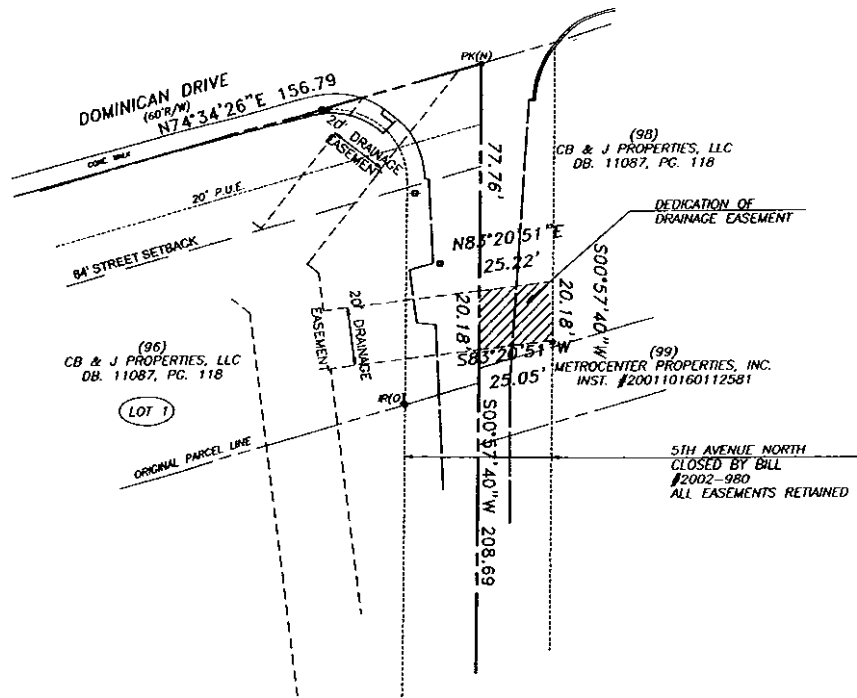 PK(N)
DOMINICAN DRIVE
(60'R/W)
N74°34'26"E 156.79
CONC. WALK
20' DRAINAGE
EASEMENT
20' P.U.E.
84' STREET SETBACK
77.76'
(98)
CB & J PROPERTIES, LLC
DB. 11087, PG. 118
DEDICATION OF
DRAINAGE EASEMENT
N83°20'51"E
25.22'
S00°57'40"W
20.18'
20.18'
20' DRAINAGE
EASEMENT
S83°20'51"W
25.05'
(96)
CB & J PROPERTIES, LLC
DB. 11087, PG. 118
LOT 1
(99)
METROCENTER PROPERTIES, INC.
INST. #200110160112581
IR(O)
ORIGINAL PARCEL LINE
S00°57'40"W 208.69
5TH AVENUE NORTH
CLOSED BY BILL
#2002-980
ALL EASEMENTS RETIAINED